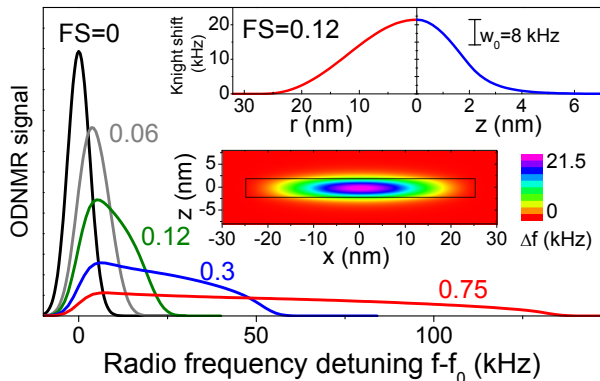 FS=0
0.06
0.12
0.3
0.75
ODNMR signal
0
50
100
Radio frequency detuning f-f₀ (kHz)
FS=0.12
w₀=8 kHz
Knight shift
(kHz)
20
10
0
30
20
10
0
2
4
6
r (nm)
z (nm)
z (nm)
5
0
-5
-30
-20
-10
0
10
20
30
x (nm)
21.5
0
Δf (kHz)